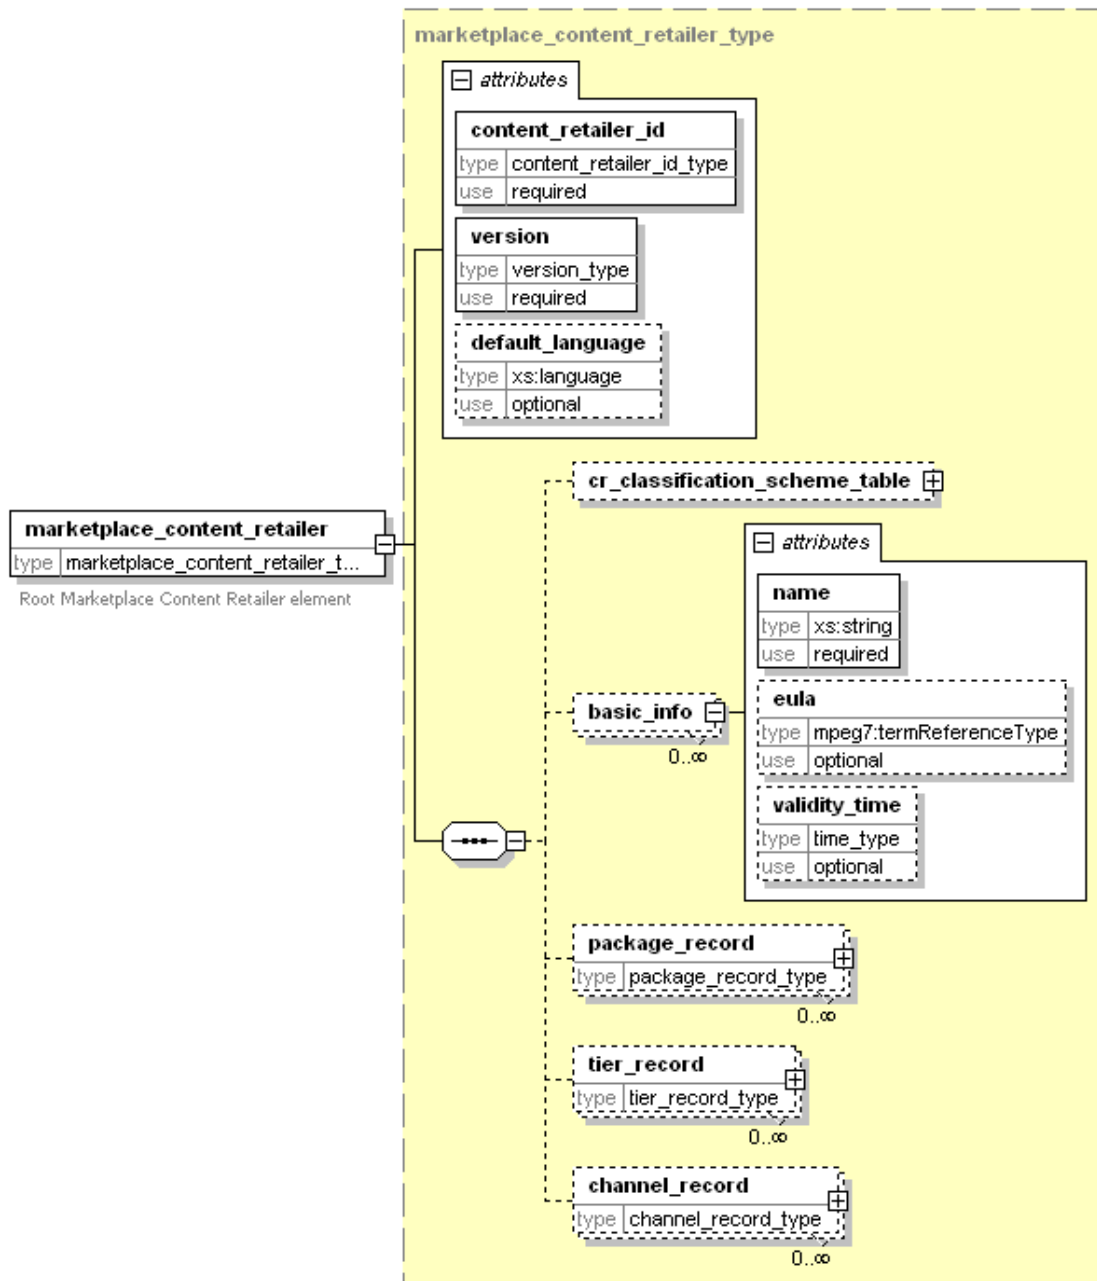 marketplace_content_retailer_type
attributes
content_retailer_id
type content_retailer_id_type
use required
version
type version_type
use required
default_language
type xs:language
use optional
cr_classification_scheme_table
marketplace_content_retailer
type marketplace_content_retailer_t...
Root Marketplace Content Retailer element
attributes
name
type xs:string
use required
basic_info
0..∞
eula
type mpeg7:termReferenceType
use optional
validity_time
type time_type
use optional
package_record
type package_record_type
0..∞
tier_record
type tier_record_type
0..∞
channel_record
type channel_record_type
0..∞